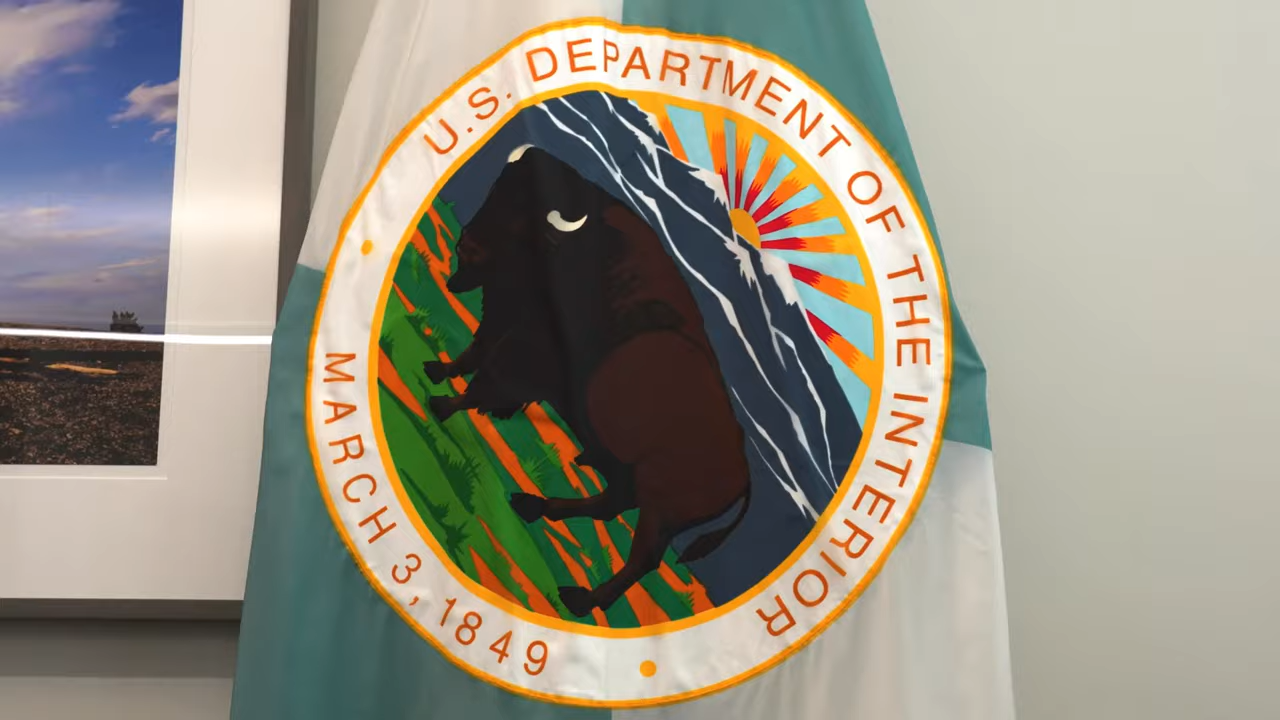 U.S. DEPARTMENT OF THE INTERIOR
MARCH 3, 1849